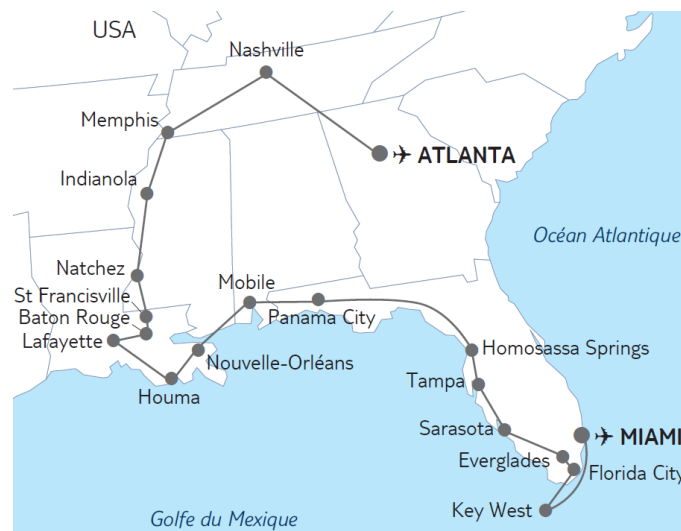 USA
Nashville
Memphis
ATLANTA
Indianola
Océan Atlantique
Natchez
Mobile
St Francisville
Baton Rouge
Panama City
Lafayette
Homosassa Springs
Nouvelle-Orléans
Tampa
Houma
Sarasota
MIAMI
Everglades
Florida City
Key West
Golfe du Mexique